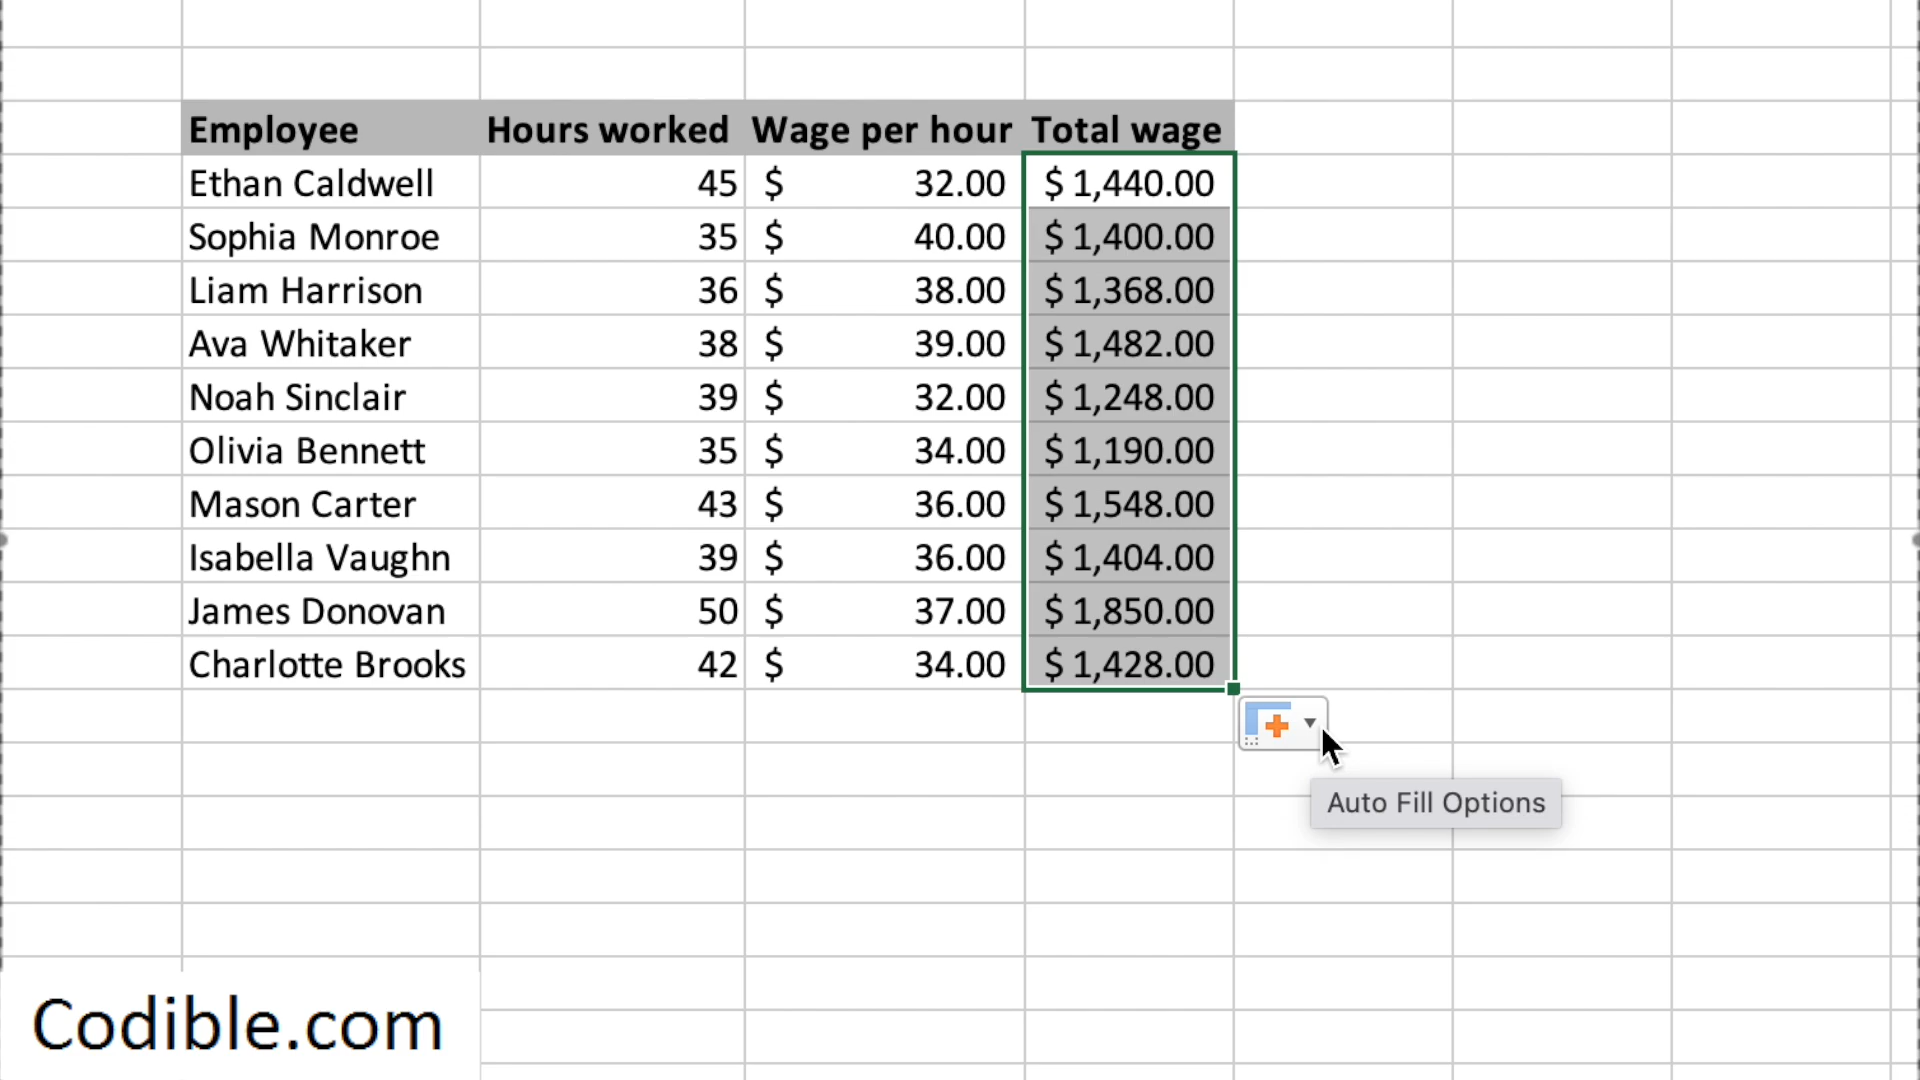 Employee Hours worked Wage per hour Total wage
Ethan Caldwell 45 $ 32.00 $ 1,440.00
Sophia Monroe 35 $ 40.00 $ 1,400.00
Liam Harrison 36 $ 38.00 $ 1,368.00
Ava Whitaker 38 $ 39.00 $ 1,482.00
Noah Sinclair 39 $ 32.00 $ 1,248.00
Olivia Bennett 35 $ 34.00 $ 1,190.00
Mason Carter 43 $ 36.00 $ 1,548.00
Isabella Vaughn 39 $ 36.00 $ 1,404.00
James Donovan 50 $ 37.00 $ 1,850.00
Charlotte Brooks 42 $ 34.00 $ 1,428.00
Auto Fill Options
Codible.com